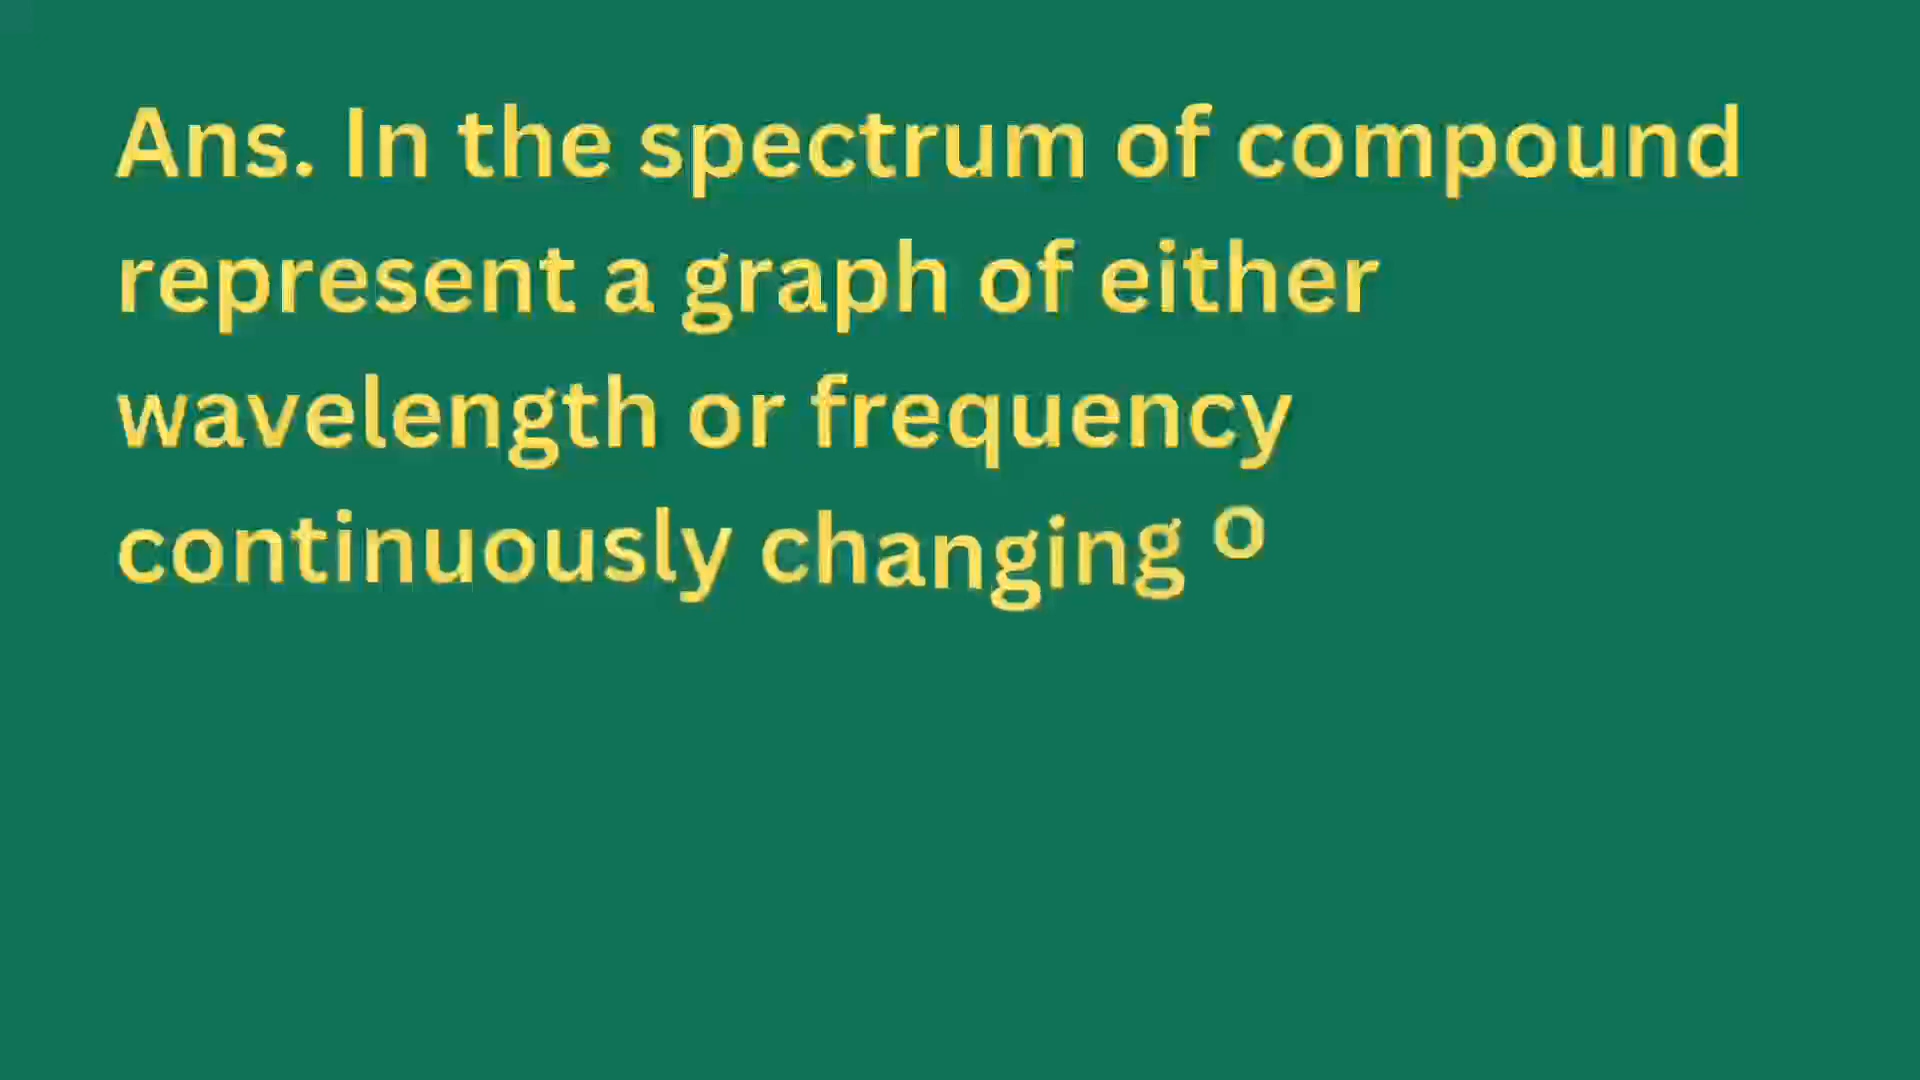 Ans. In the spectrum of compound
represent a graph of either
wavelength or frequency
continuously changing o